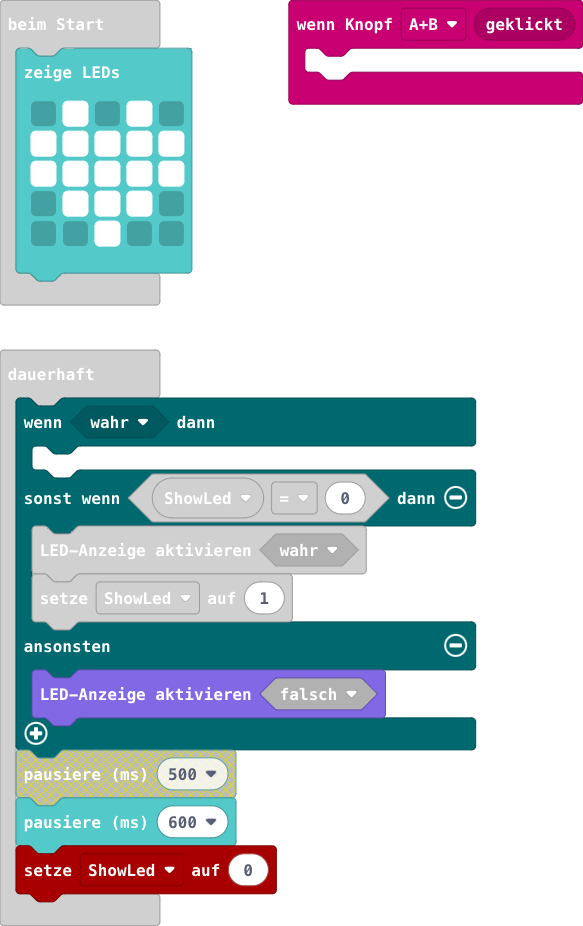 beim Start
zeige LEDs
wenn Knopf A+B geklickt
dauerhaft
wenn wahr dann
sonst wenn ShowLed = 0 dann
LED-Anzeige aktivieren wahr
setze ShowLed auf 1
ansonsten
LED-Anzeige aktivieren falsch
pausiere (ms) 500
pausiere (ms) 600
setze ShowLed auf 0